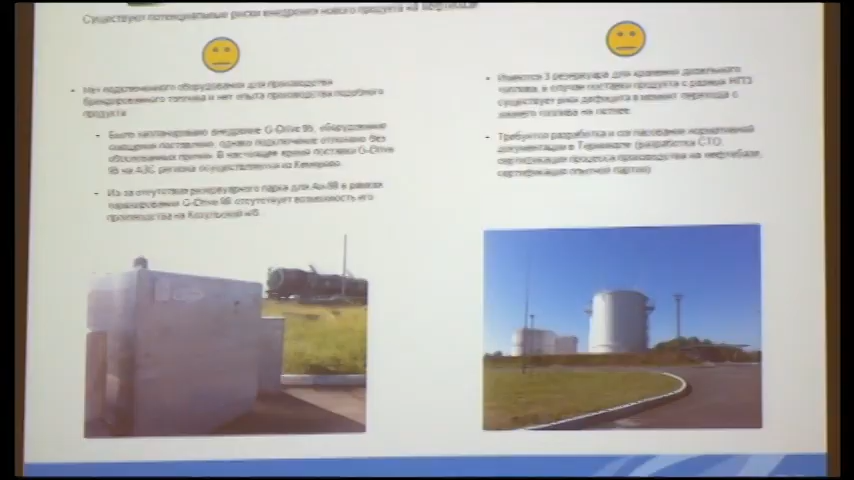 Существуют потенциальные риски внедрения нового продукта на нефтебазе
• Нет подключенного оборудования для производства
брендированного топлива и нет опыта производства подобного
продукта
- Было запланировано внедрение G-Drive 95, оборудование
поставлено, однако подключение отложено без
причин. В настоящее время поставки G-Drive
95 на АЗС региона осуществляются из Кемерово
- Из-за отсутствия резервуарного парка для Аи-98 в рамках
планирования G-Drive 98 отсутствует возможность его
производства на Козульской н/б
• Имеются 3 резервуара для хранения дизельного
топлива, в случае поставки продукта с разных НПЗ
существует риск дефицита в момент перехода с
зимнего топлива на летнее
- Требуются разработка и согласование нормативной
документации в Терминале (разработка СТО,
сертификация процесса производства на нефтебазе,
сертификация опытной партии)